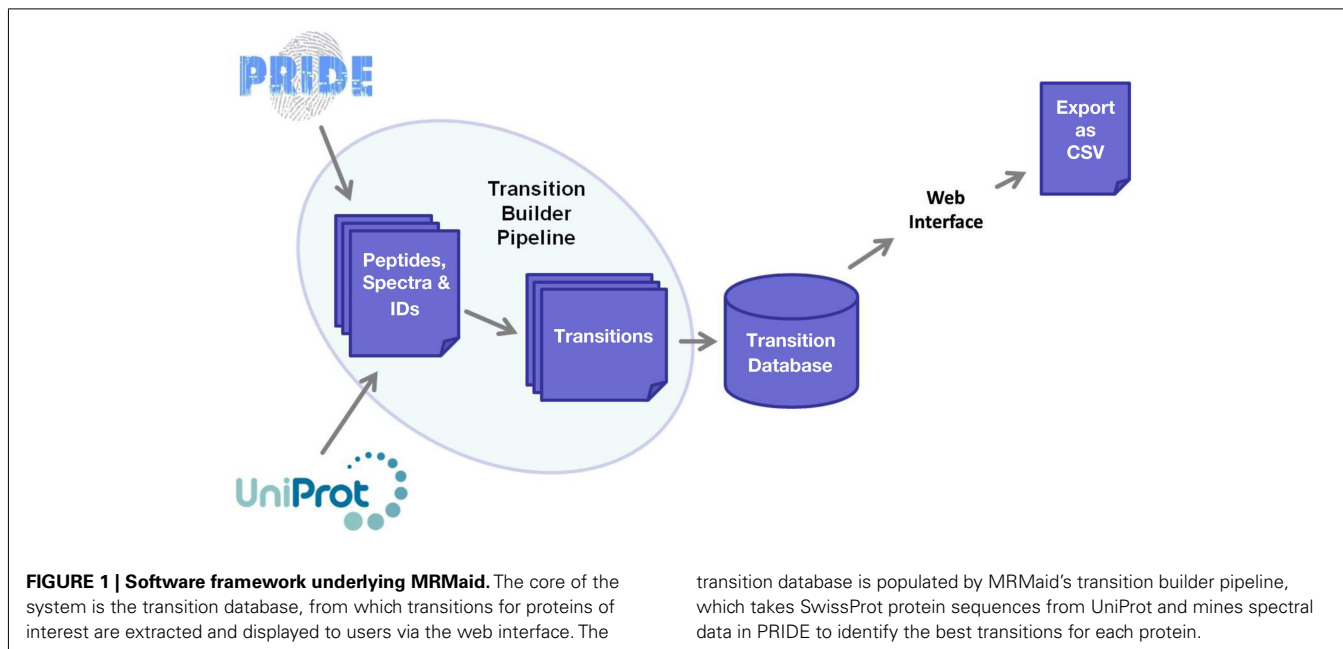 PRIDE
Transition
Builder
Pipeline
Peptides,
Spectra &
IDs
Transitions
Transition
Database
Web
Interface
Export
as
CSV
UniProt
FIGURE 1 | Software framework underlying MRMaid. The core of the
system is the transition database, from which transitions for proteins of
interest are extracted and displayed to users via the web interface. The
transition database is populated by MRMaid's transition builder pipeline,
which takes SwissProt protein sequences from UniProt and mines spectral
data in PRIDE to identify the best transitions for each protein.